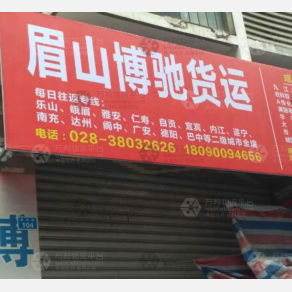 眉山博驰货运
每日往返专线：
乐山、峨眉、雅安、仁寿、自贡、宜宾、内江、遂宁、
南充、达州、阆中、广安、德阳、巴中等二级城市全境
电话：028-38032626 18090094656
博
104